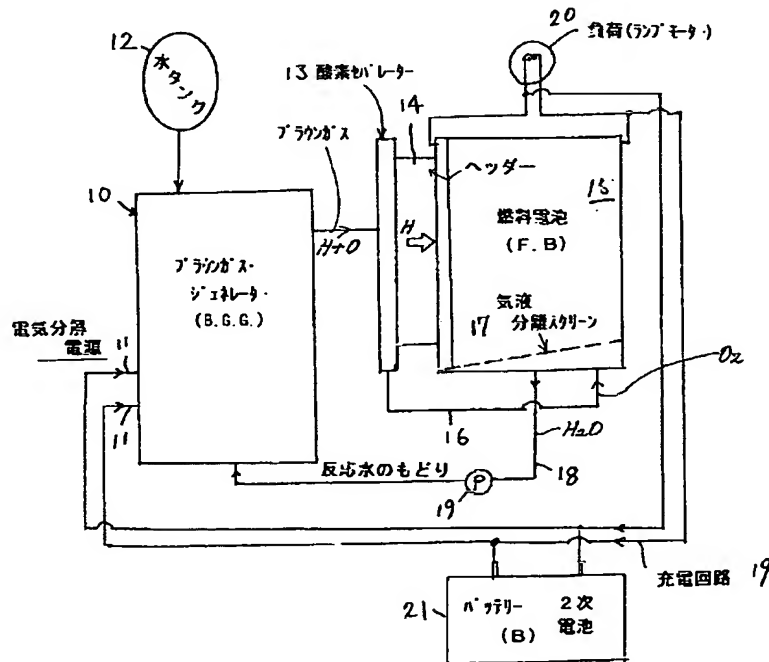 12
水タンク
20
負荷(ランプモータ・)
13 酸素セパレーター
14
ブラウンガス
ヘッダー
10
H+O
H
15
燃料電池
(F.B)
ブラウンガス・
ジェネレータ・
(B.G.G.)
気液
17 分離スクリーン
電気分解
電源
11
O2
11
16
H2O
反応水のもどり
P
18
19
充電回路 19
21
バッテリー 2次
(B) 電池